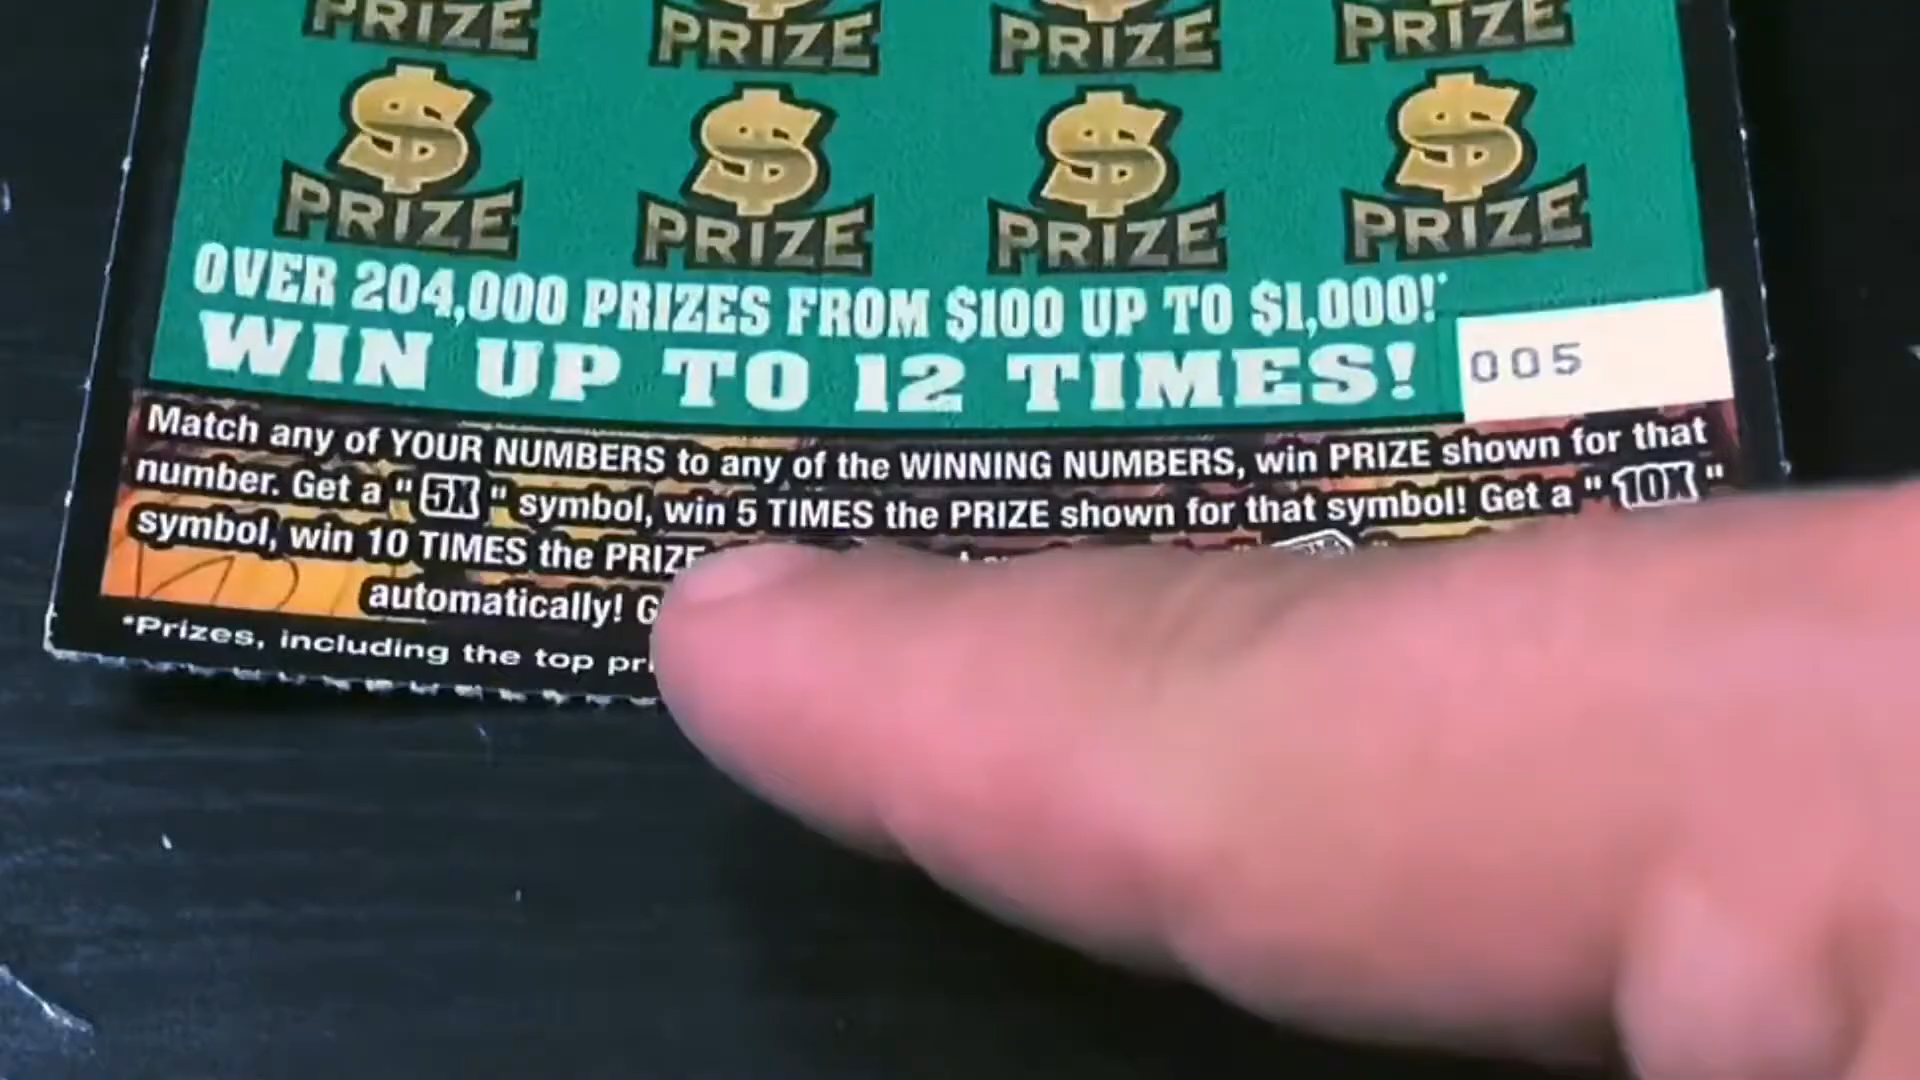 PRIZE PRIZE PRIZE PRIZE
$ $ $ $
PRIZE PRIZE PRIZE PRIZE
OVER 204,000 PRIZES FROM $100 UP TO $1,000!*
WIN UP TO 12 TIMES!
005
Match any of YOUR NUMBERS to any of the WINNING NUMBERS, win PRIZE shown for that
number. Get a "5X" symbol, win 5 TIMES the PRIZE shown for that symbol! Get a "10X"
symbol, win 10 TIMES the PRIZE
automatically!
*Prizes, including the top